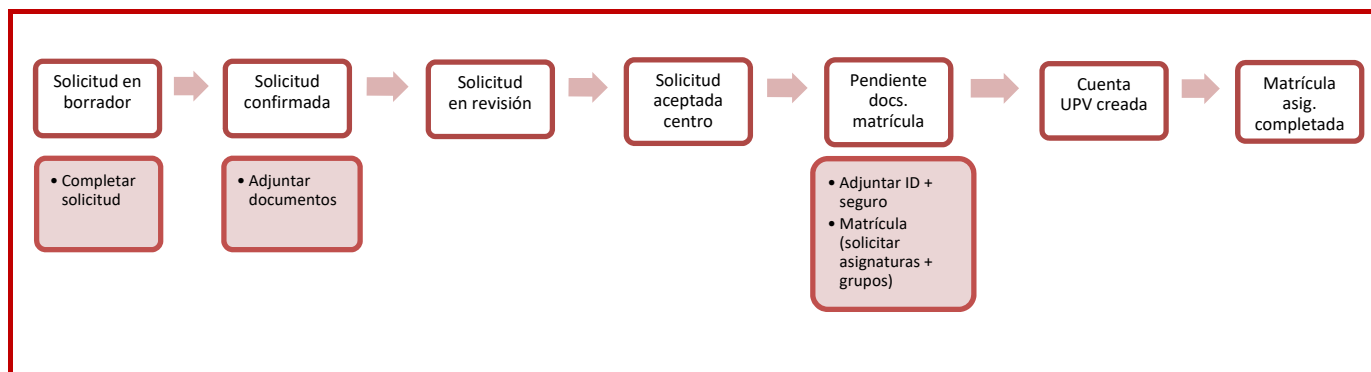 Solicitud en
borrador
Solicitud
confirmada
Solicitud
en revisión
Solicitud
aceptada
centro
Pendiente
docs.
matrícula
Cuenta
UPV creada
Matrícula
asig.
completada
• Completar
solicitud
• Adjuntar
documentos
• Adjuntar ID +
seguro
• Matrícula
(solicitar
asignaturas +
grupos)